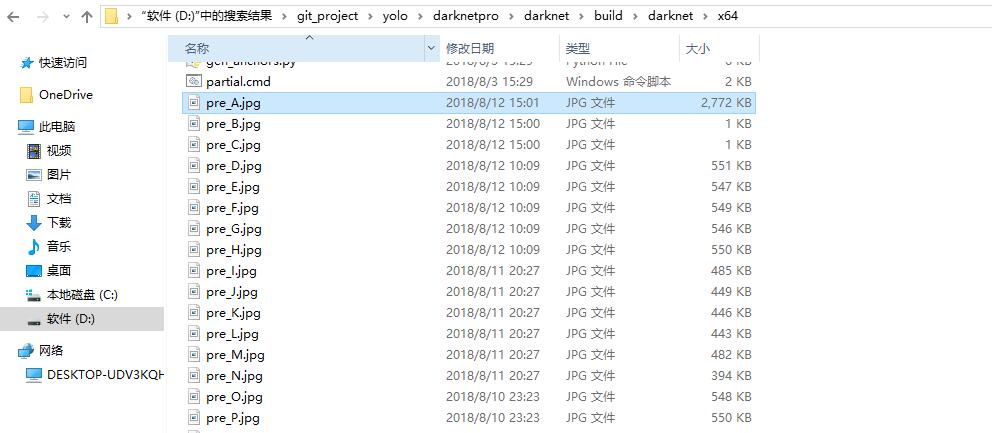 "软件 (D:)"中的搜索结果 > git_project > yolo > darknetpro > darknet > build > darknet > x64
名称 修改日期 类型 大小
快速访问
OneDrive
此电脑
视频
图片
文档
下载
音乐
桌面
本地磁盘 (C:)
软件 (D:)
网络
DESKTOP-UDV3KQH
gen_anchors.py 2018/8/3 15:29 Python File 6 KB
partial.cmd 2018/8/3 15:29 Windows 命令脚本 2 KB
pre_A.jpg 2018/8/12 15:01 JPG 文件 2,772 KB
pre_B.jpg 2018/8/12 15:00 JPG 文件 1 KB
pre_C.jpg 2018/8/12 15:00 JPG 文件 1 KB
pre_D.jpg 2018/8/12 10:09 JPG 文件 551 KB
pre_E.jpg 2018/8/12 10:09 JPG 文件 547 KB
pre_F.jpg 2018/8/12 10:09 JPG 文件 549 KB
pre_G.jpg 2018/8/12 10:09 JPG 文件 546 KB
pre_H.jpg 2018/8/12 10:09 JPG 文件 550 KB
pre_I.jpg 2018/8/11 20:27 JPG 文件 485 KB
pre_J.jpg 2018/8/11 20:27 JPG 文件 449 KB
pre_K.jpg 2018/8/11 20:27 JPG 文件 446 KB
pre_L.jpg 2018/8/11 20:27 JPG 文件 443 KB
pre_M.jpg 2018/8/11 20:27 JPG 文件 482 KB
pre_N.jpg 2018/8/11 20:27 JPG 文件 394 KB
pre_O.jpg 2018/8/10 23:23 JPG 文件 548 KB
pre_P.jpg 2018/8/10 23:23 JPG 文件 550 KB